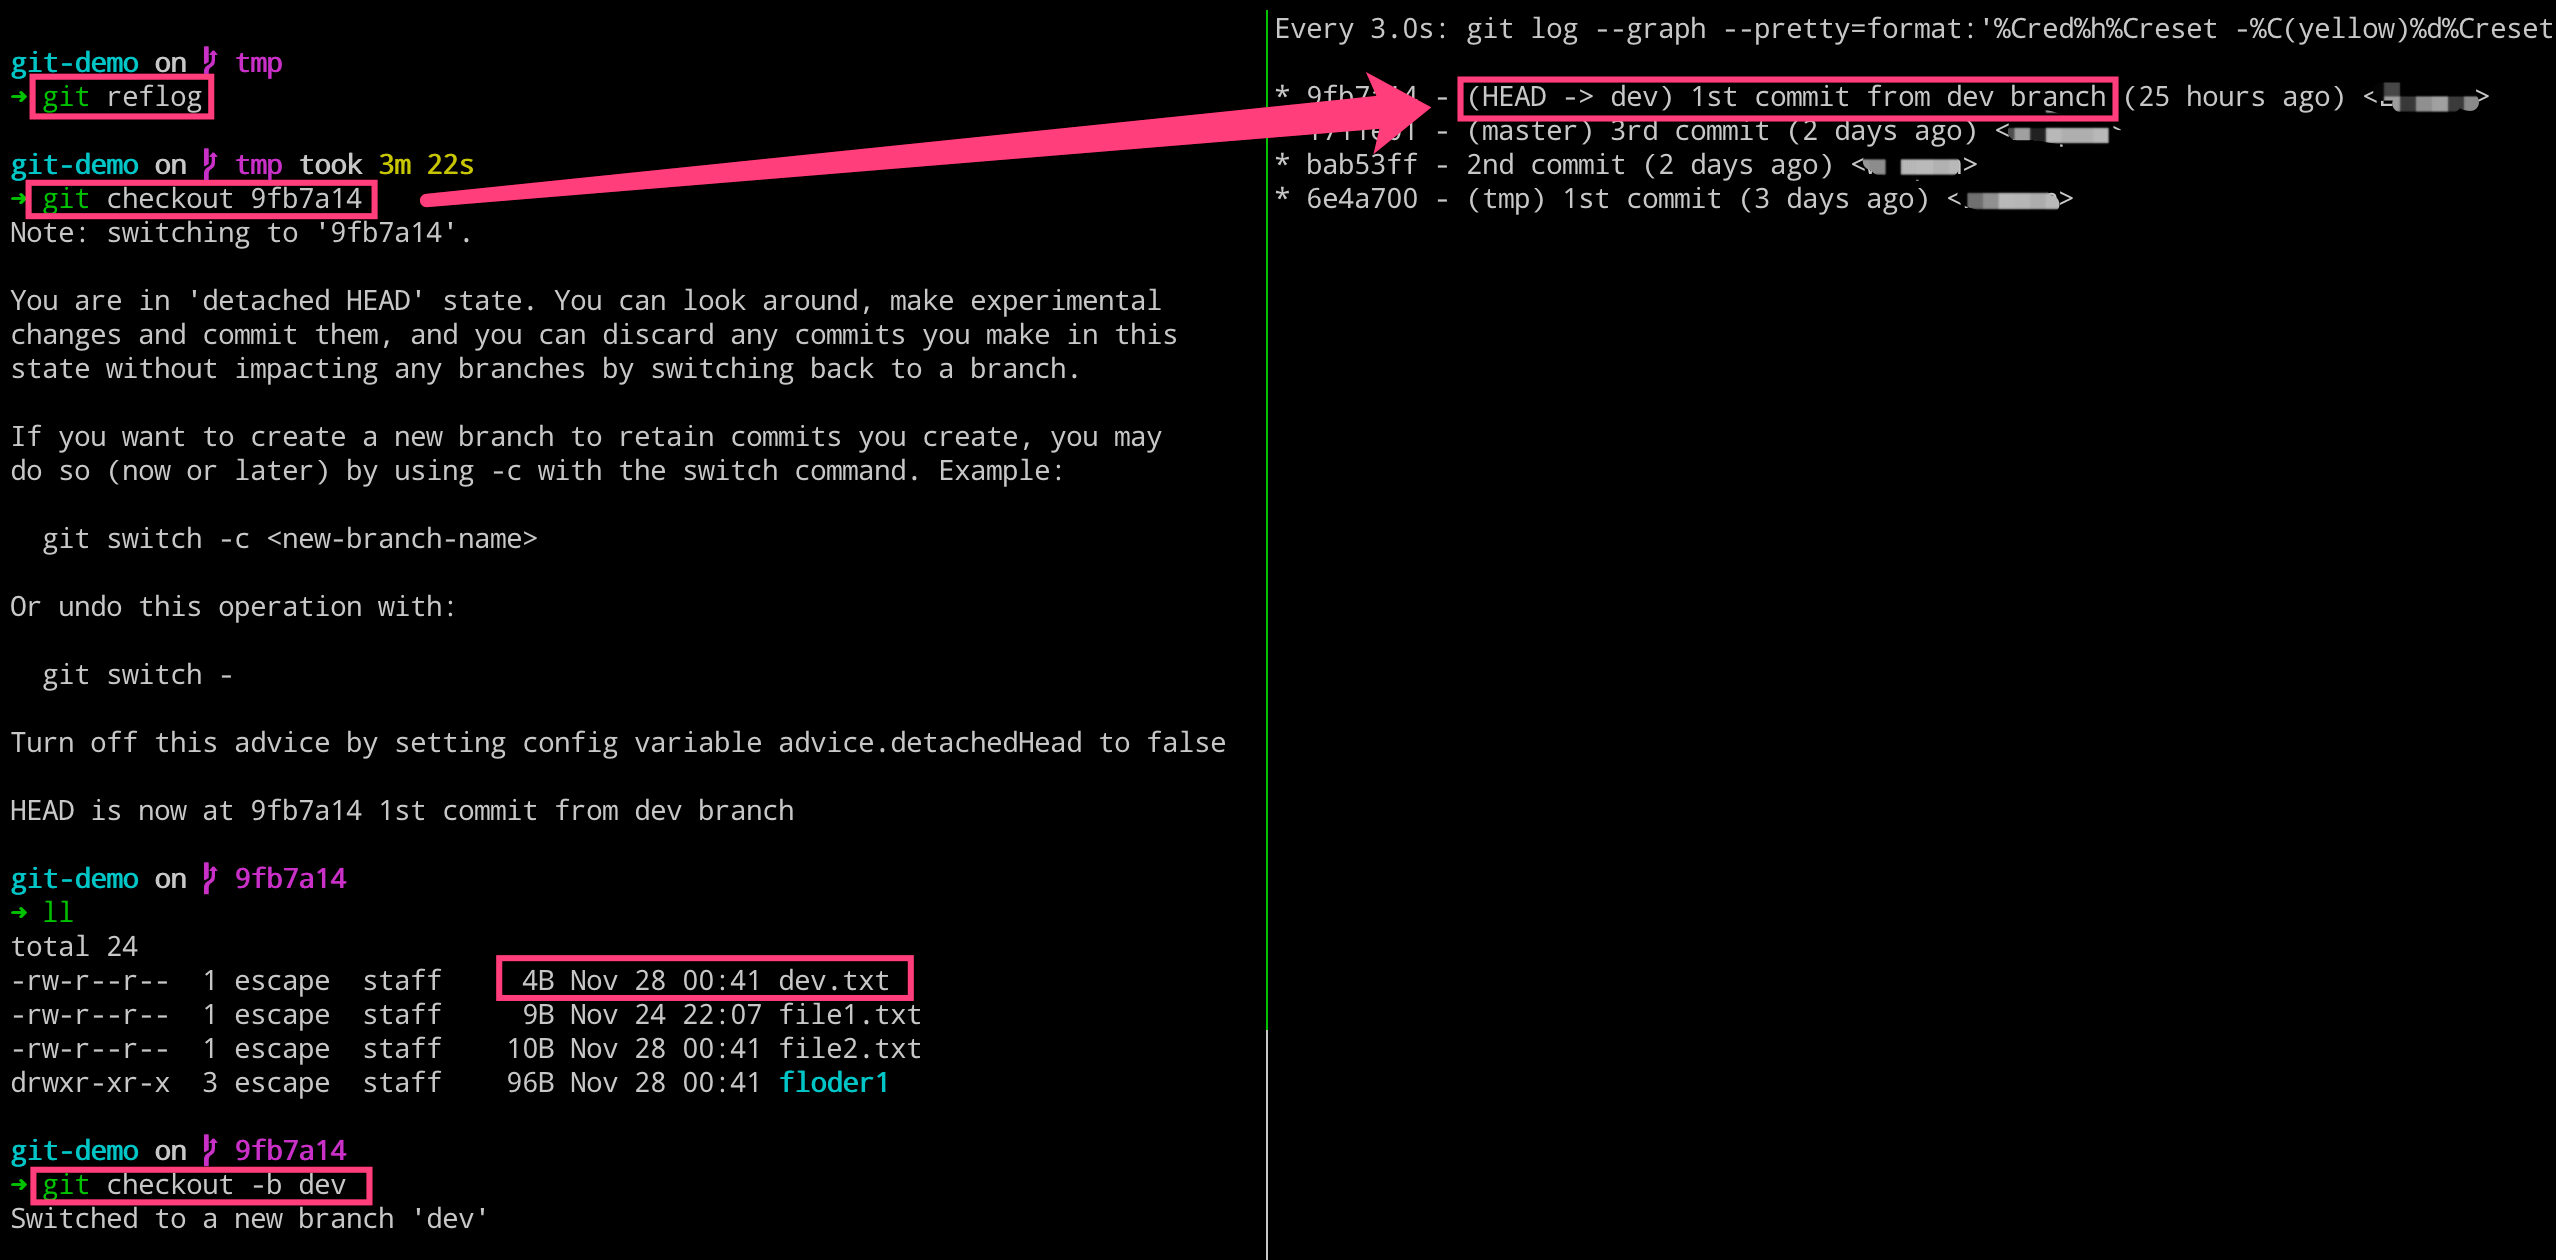 git-demo on tmp
➜ git reflog
git-demo on tmp took 3m 22s
➜ git checkout 9fb7a14
Note: switching to '9fb7a14'.
You are in 'detached HEAD' state. You can look around, make experimental
changes and commit them, and you can discard any commits you make in this
state without impacting any branches by switching back to a branch.
If you want to create a new branch to retain commits you create, you may
do so (now or later) by using -c with the switch command. Example:
git switch -c <new-branch-name>
Or undo this operation with:
git switch -
Turn off this advice by setting config variable advice.detachedHead to false
HEAD is now at 9fb7a14 1st commit from dev branch
git-demo on 9fb7a14
➜ ll
total 24
-rw-r--r-- 1 escape staff 4B Nov 28 00:41 dev.txt
-rw-r--r-- 1 escape staff 9B Nov 24 22:07 file1.txt
-rw-r--r-- 1 escape staff 10B Nov 28 00:41 file2.txt
drwxr-xr-x 3 escape staff 96B Nov 28 00:41 floder1
git-demo on 9fb7a14
➜ git checkout -b dev
Switched to a new branch 'dev'
Every 3.0s: git log --graph --pretty=format:'%Cred%h%Creset -%C(yellow)%d%Creset
* 9fb7a14 - (HEAD -> dev) 1st commit from dev branch (25 hours ago) < >
- (master) 3rd commit (2 days ago) <
* bab53ff - 2nd commit (2 days ago) < >
* 6e4a700 - (tmp) 1st commit (3 days ago) < >